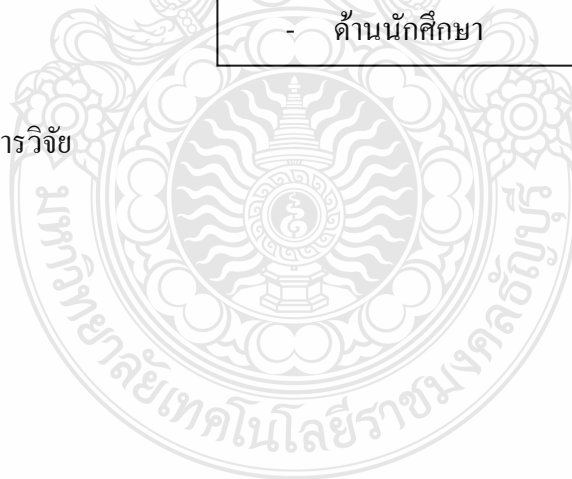 - ด้านนักศึกษา
ารวิจัย
มหาวิทยาลัยเทคโนโลยีราชมงคลธัญบุรี